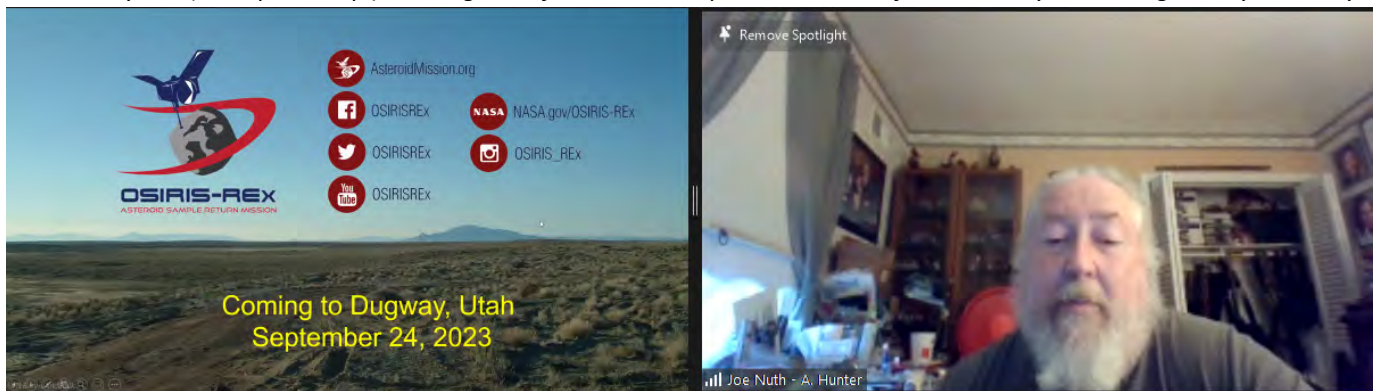 AsteroidMission.org
OSIRISREx
NASA
NASA.gov/OSIRIS-REx
OSIRISREx
OSIRIS_REx
You
Tube
OSIRISREx
OSIRIS-REx
ASTEROID SAMPLE RETURN MISSION
Coming to Dugway, Utah
September 24, 2023
Remove Spotlight
Joe Nuth - A. Hunter